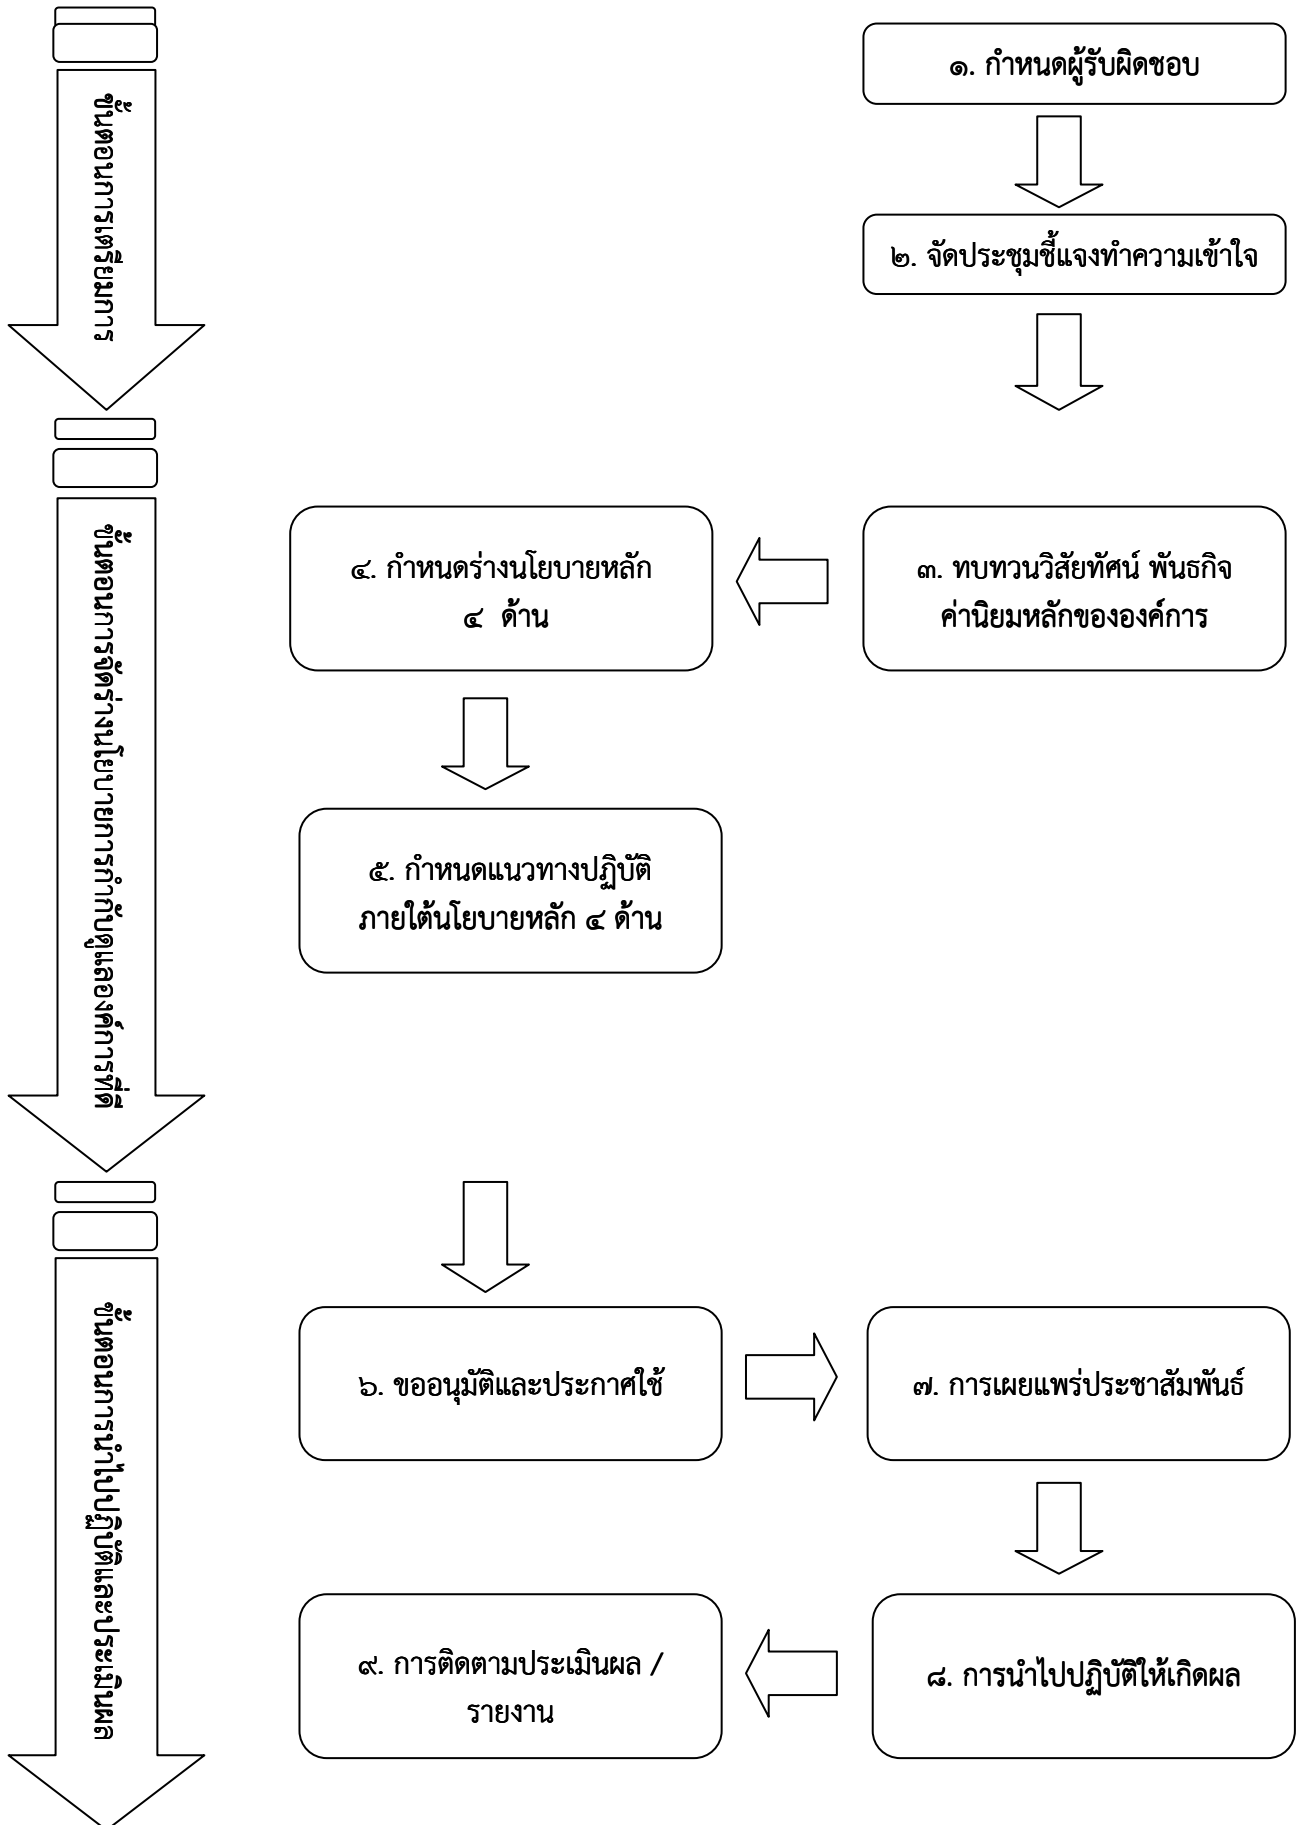 ขั้นตอนการเตรียมการ
๑. กำหนดผู้รับผิดชอบ
๒. จัดประชุมชี้แจงทำความเข้าใจ
ขั้นตอนการจัดร่างนโยบายการกำกับดูแลองค์การที่ดี
๓. ทบทวนวิสัยทัศน์ พันธกิจ
ค่านิยมหลักขององค์การ
๔. กำหนดร่างนโยบายหลัก
๔ ด้าน
๕. กำหนดแนวทางปฏิบัติ
ภายใต้นโยบายหลัก ๔ ด้าน
ขั้นตอนการนำไปปฏิบัติและประเมินผล
๖. ขออนุมัติและประกาศใช้
๗. การเผยแพร่ประชาสัมพันธ์
๘. การนำไปปฏิบัติให้เกิดผล
๙. การติดตามประเมินผล /
รายงาน